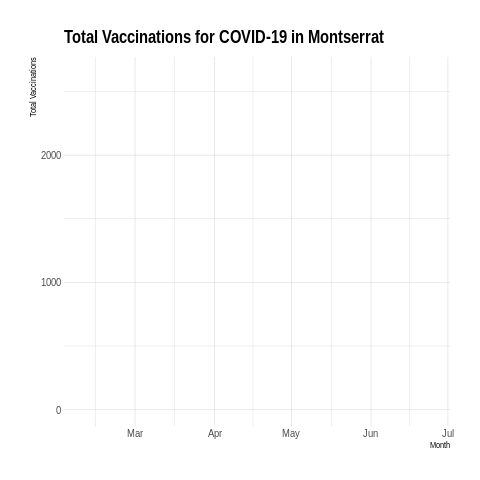 Total Vaccinations for COVID-19 in Montserrat
Total Vaccinations
2000
1000
0
Mar Apr May Jun Jul
Month